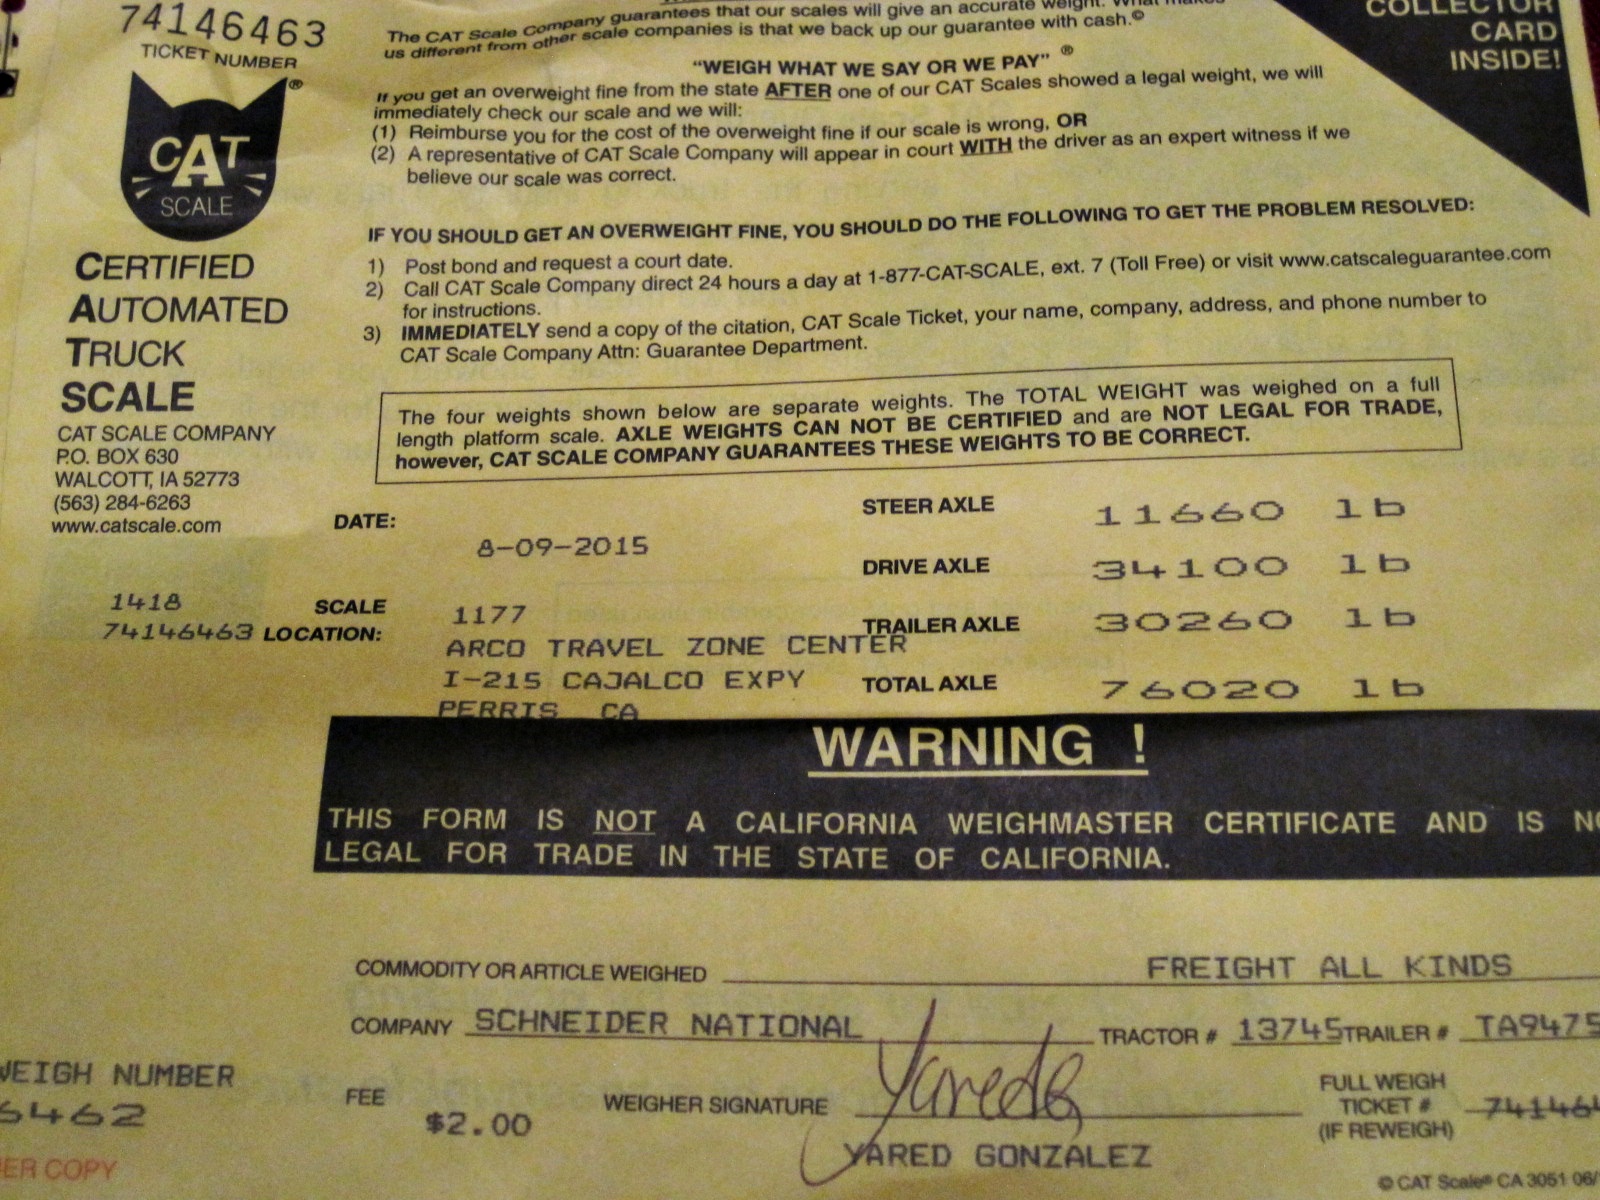 74146463
TICKET NUMBER
CAT
SCALE
®
CERTIFIED
AUTOMATED
TRUCK
SCALE
CAT SCALE COMPANY
P.O. BOX 630
WALCOTT, IA 52773
(563) 284-6263
www.catscale.com
The CAT Scale Company guarantees that our scales will give an accurate weight. What makes
us different from other scale companies is that we back up our guarantee with cash.©
COLLECTOR
CARD
INSIDE!
"WEIGH WHAT WE SAY OR WE PAY" ®
If you get an overweight fine from the state AFTER one of our CAT Scales showed a legal weight, we will
immediately check our scale and we will:
(1) Reimburse you for the cost of the overweight fine if our scale is wrong, OR
(2) A representative of CAT Scale Company will appear in court WITH the driver as an expert witness if we
believe our scale was correct.
IF YOU SHOULD GET AN OVERWEIGHT FINE, YOU SHOULD DO THE FOLLOWING TO GET THE PROBLEM RESOLVED:
1) Post bond and request a court date.
2) Call CAT Scale Company direct 24 hours a day at 1-877-CAT-SCALE, ext. 7 (Toll Free) or visit www.catscaleguarantee.com
for instructions.
3) IMMEDIATELY send a copy of the citation, CAT Scale Ticket, your name, company, address, and phone number to
CAT Scale Company Attn: Guarantee Department.
The four weights shown below are separate weights. The TOTAL WEIGHT was weighed on a full
length platform scale. AXLE WEIGHTS CAN NOT BE CERTIFIED and are NOT LEGAL FOR TRADE,
however, CAT SCALE COMPANY GUARANTEES THESE WEIGHTS TO BE CORRECT.
DATE:
8-09-2015
STEER AXLE 11660 lb
DRIVE AXLE 34100 lb
TRAILER AXLE 30260 lb
TOTAL AXLE 76020 lb
1418
74146463
SCALE
LOCATION:
1177
ARCO TRAVEL ZONE CENTER
I-215 CAJALCO EXPY
PERRIS CA
WARNING !
THIS FORM IS NOT A CALIFORNIA WEIGHMASTER CERTIFICATE AND IS NO
LEGAL FOR TRADE IN THE STATE OF CALIFORNIA.
COMMODITY OR ARTICLE WEIGHED FREIGHT ALL KINDS
COMPANY SCHNEIDER NATIONAL TRACTOR # 13745 TRAILER # TA9475
WEIGH NUMBER
6462
FEE $2.00
WEIGHER SIGNATURE Yared G
YARED GONZALEZ
FULL WEIGH
TICKET # 741464
(IF REWEIGH)
ER COPY
© CAT Scale® CA 3051 06/